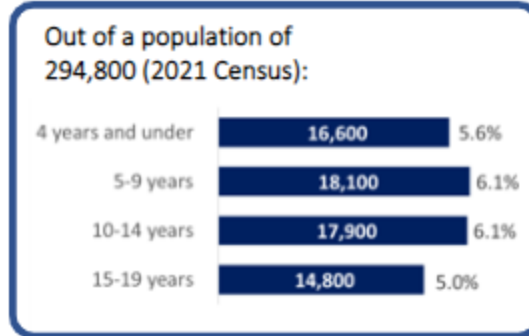 Out of a population of
294,800 (2021 Census):
4 years and under 16,600 5.6%
5-9 years 18,100 6.1%
10-14 years 17,900 6.1%
15-19 years 14,800 5.0%